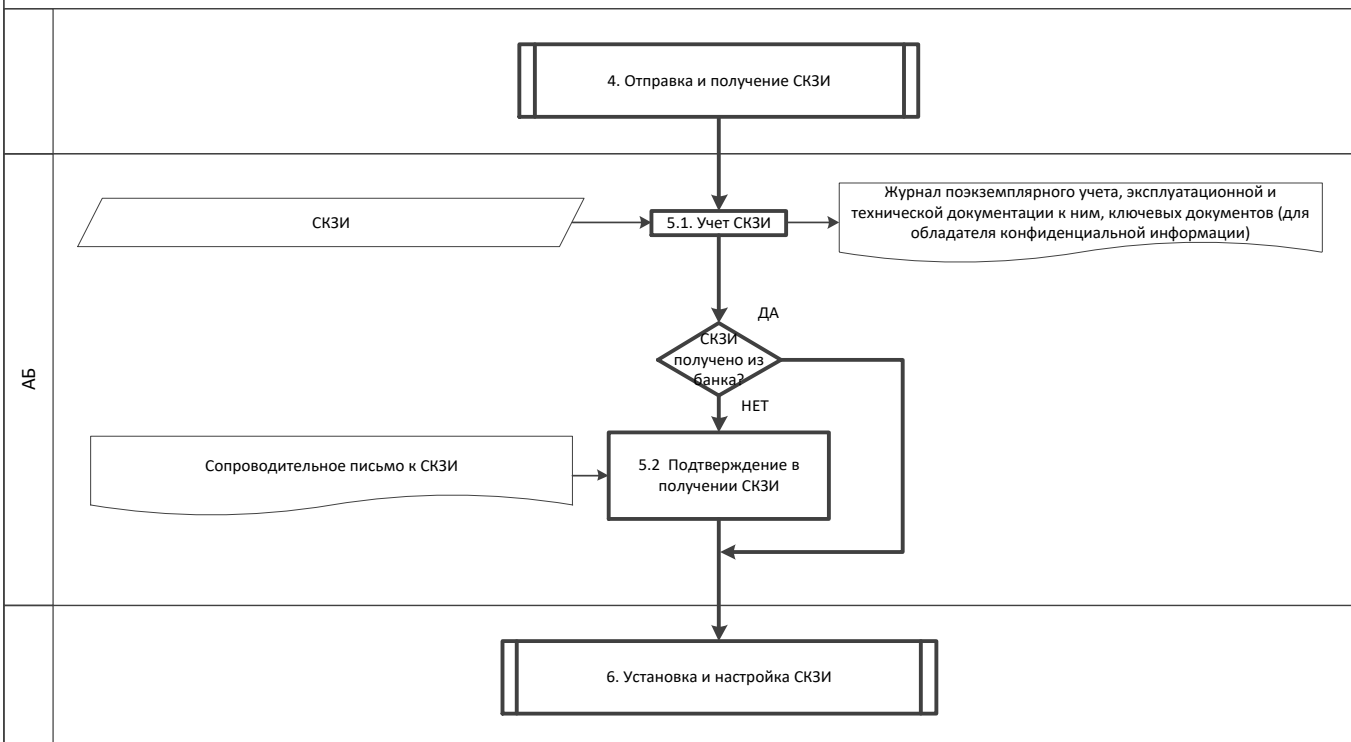 4. Отправка и получение СКЗИ
АБ
СКЗИ
5.1. Учет СКЗИ
Журнал поэкземплярного учета, эксплуатационной и
технической документации к ним, ключевых документов (для
обладателя конфиденциальной информации)
ДА
СКЗИ
получено из
банка?
НЕТ
Сопроводительное письмо к СКЗИ
5.2 Подтверждение в
получении СКЗИ
6. Установка и настройка СКЗИ